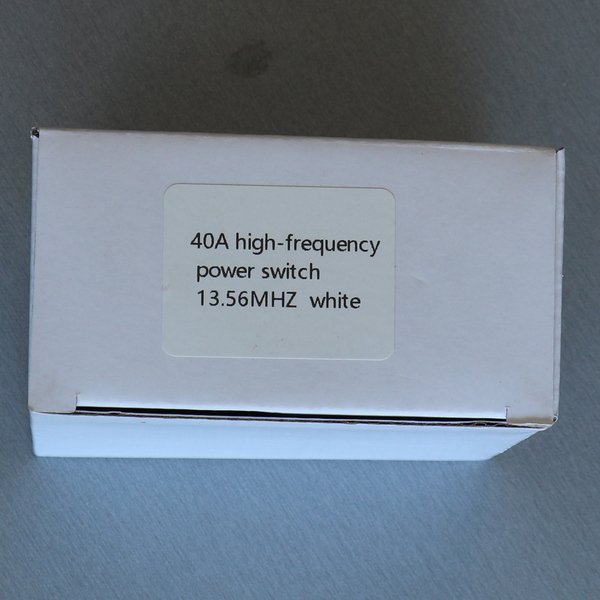 40A high-frequency
power switch
13.56MHZ  white